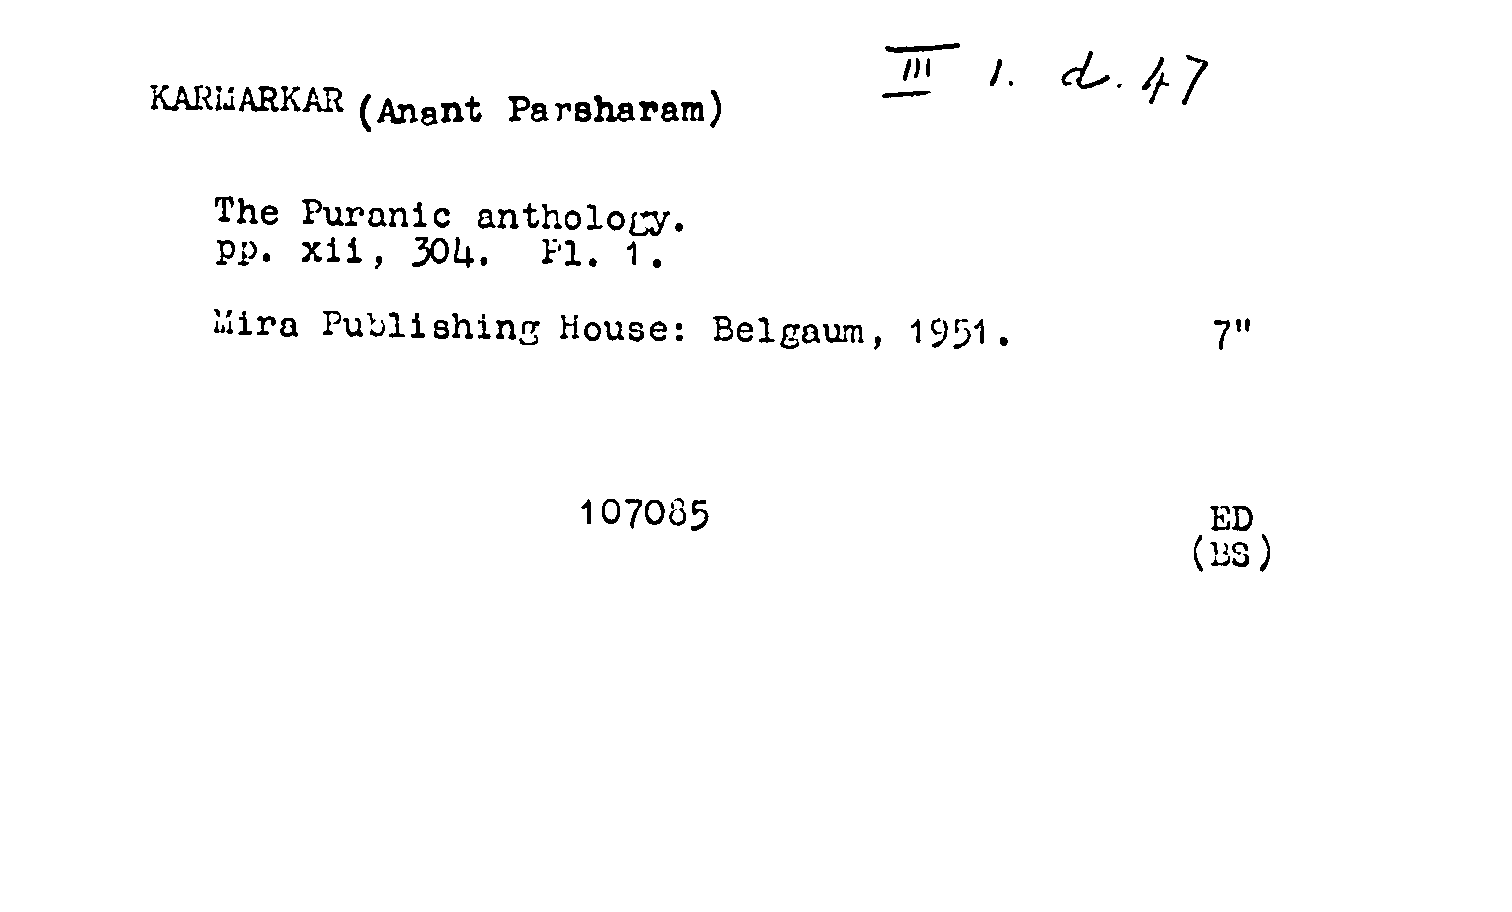 III 1. d. 47
KARMARKAR (Anant Parsharam)
The Puranic anthology.
pp. xii, 304. Pl. 1.
Mira Publishing House: Belgaum, 1951. 7"
107085
ED
(BS)